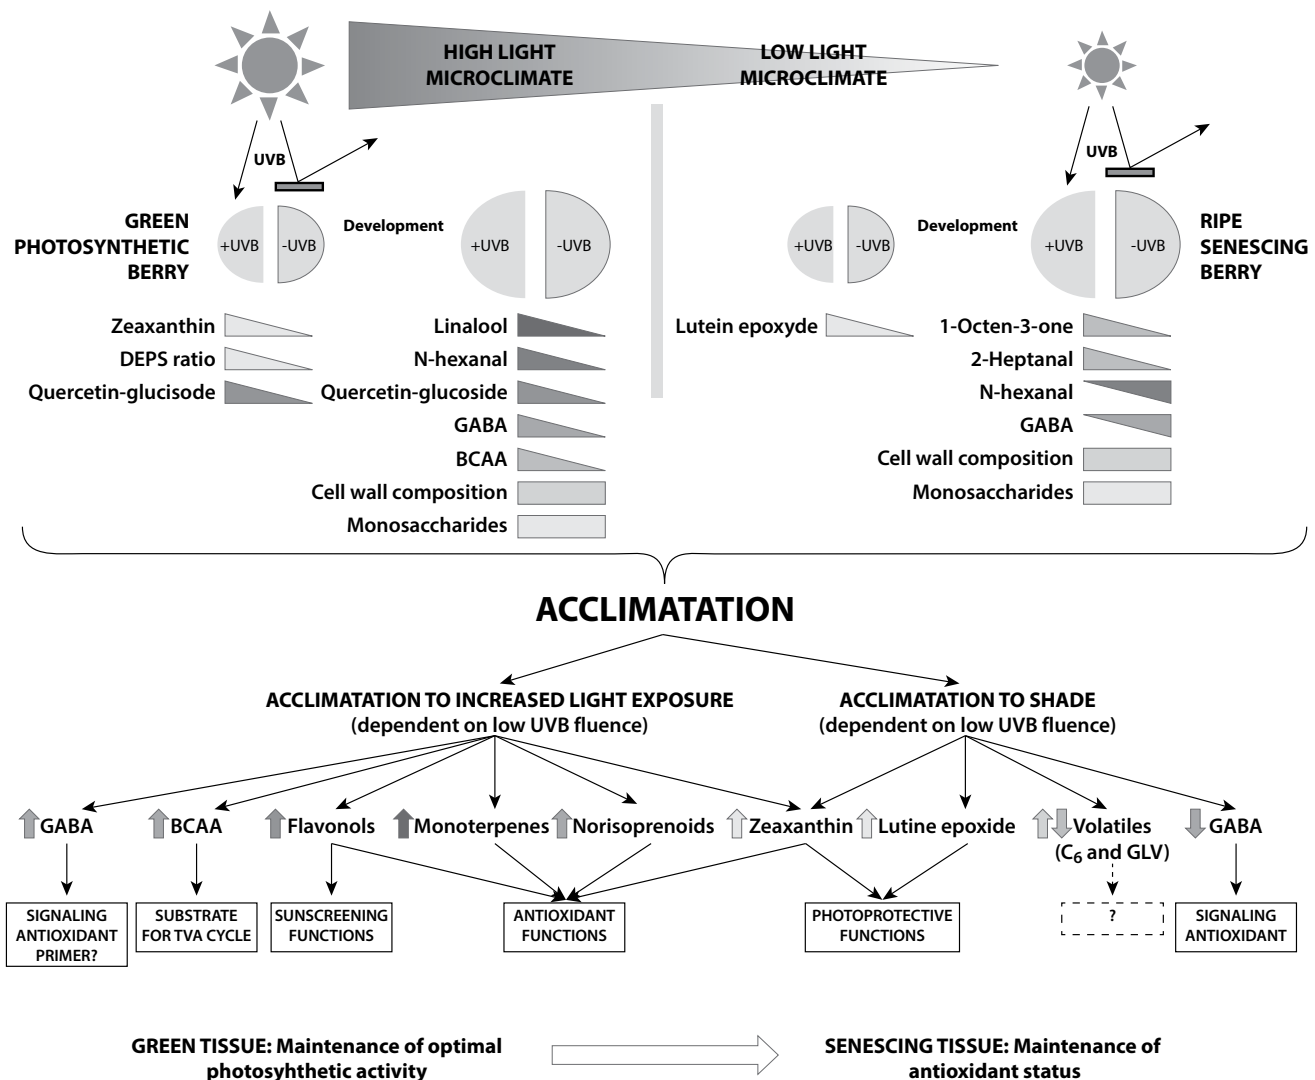 HIGH LIGHT
MICROCLIMATE
LOW LIGHT
MICROCLIMATE
UVB
UVB
GREEN
PHOTOSYNTHETIC
BERRY
+UVB
-UVB
Development
+UVB
-UVB
+UVB
-UVB
Development
+UVB
-UVB
RIPE
SENESCING
BERRY
Zeaxanthin
DEPS ratio
Quercetin-glucisode
Linalool
N-hexanal
Quercetin-glucoside
GABA
BCAA
Cell wall composition
Monosaccharides
Lutein epoxyde
1-Octen-3-one
2-Heptanal
N-hexanal
GABA
Cell wall composition
Monosaccharides
ACCLIMATATION
ACCLIMATATION TO INCREASED LIGHT EXPOSURE
(dependent on low UVB fluence)
ACCLIMATATION TO SHADE
(dependent on low UVB fluence)
GABA
BCAA
Flavonols
Monoterpenes
Norisoprenoids
Zeaxanthin
Lutine epoxide
Volatiles
(C6 and GLV)
GABA
SIGNALING
ANTIOXIDANT
PRIMER?
SUBSTRATE
FOR TVA CYCLE
SUNSCREENING
FUNCTIONS
ANTIOXIDANT
FUNCTIONS
PHOTOPROTECTIVE
FUNCTIONS
?
SIGNALING
ANTIOXIDANT
GREEN TISSUE: Maintenance of optimal
photosyhthetic activity
SENESCING TISSUE: Maintenance of
antioxidant status